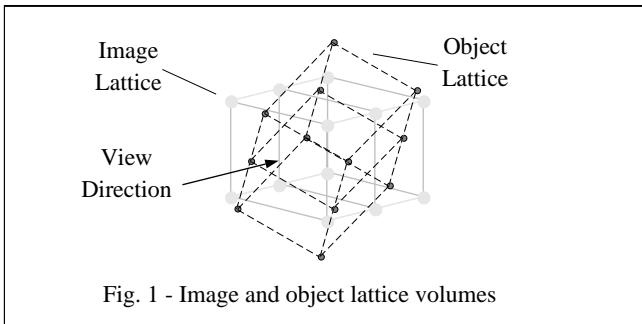 Image
Lattice
Object
Lattice
View
Direction
Fig. 1 - Image and object lattice volumes